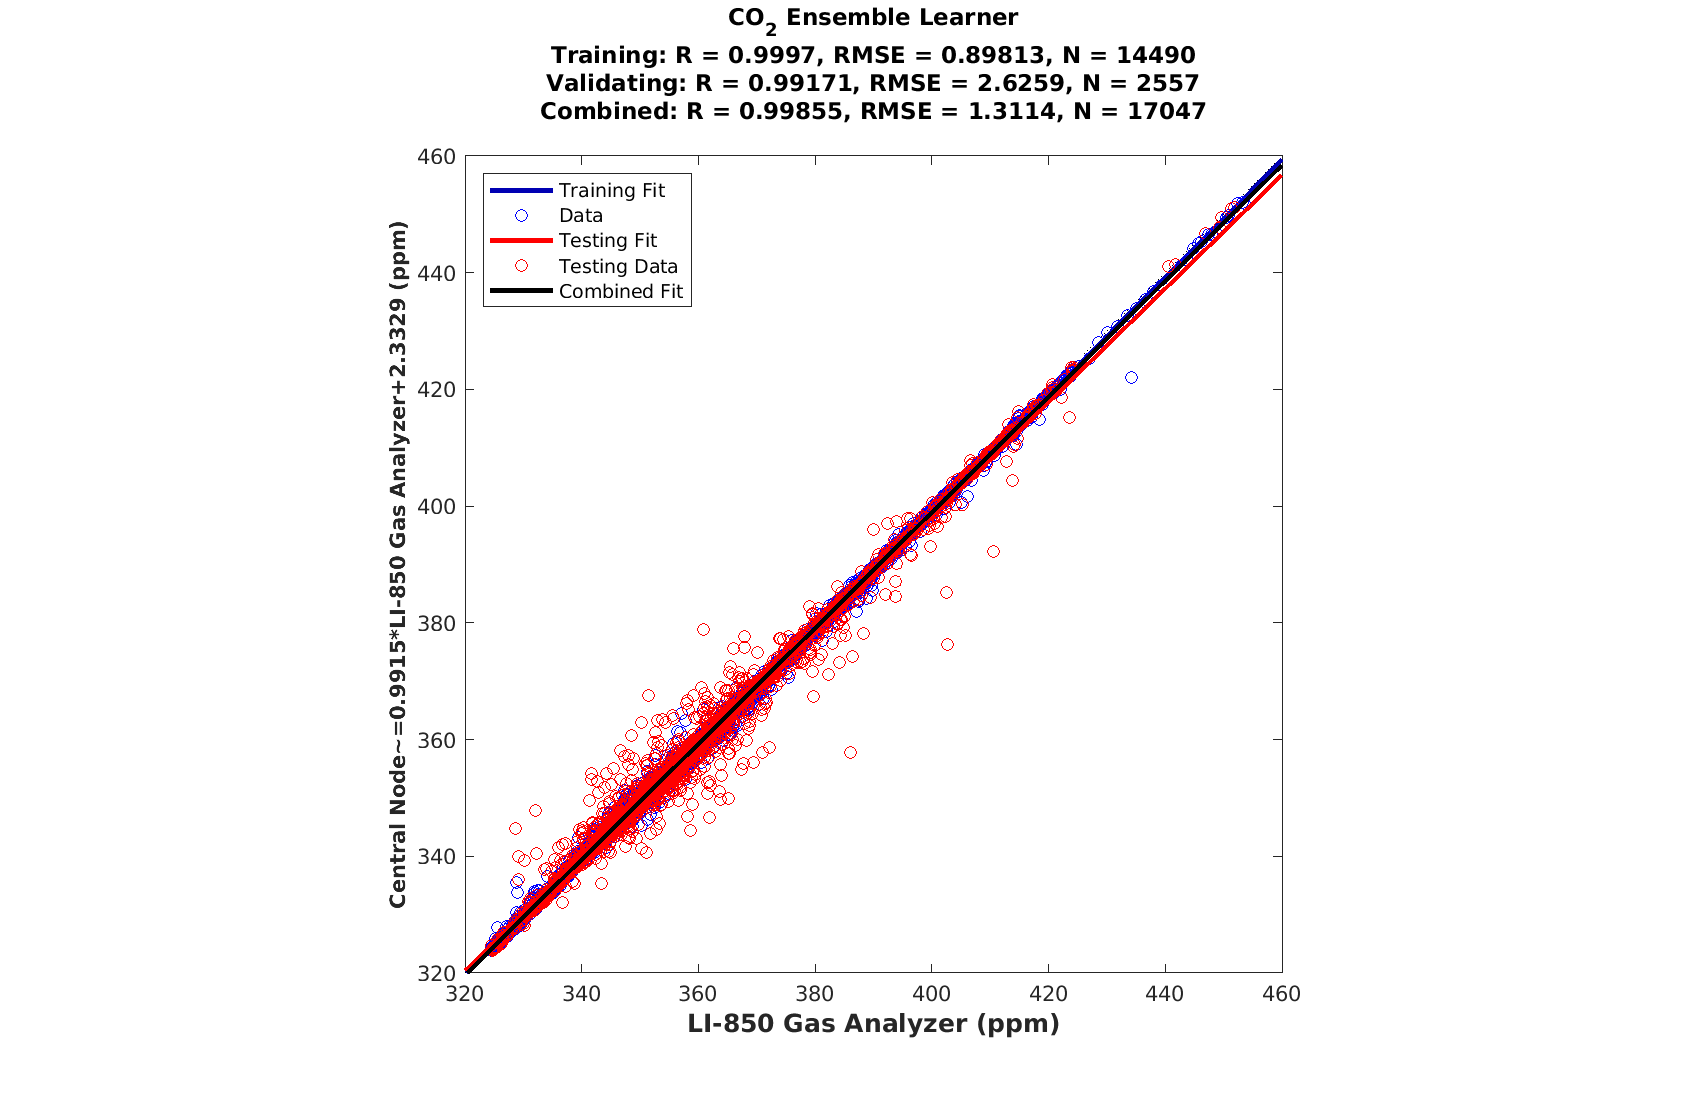 CO2 Ensemble Learner
Training: R = 0.9997, RMSE = 0.89813, N = 14490
Validating: R = 0.99171, RMSE = 2.6259, N = 2557
Combined: R = 0.99855, RMSE = 1.3114, N = 17047
Central Node~=0.9915*LI-850 Gas Analyzer+2.3329 (ppm)
460
440
420
400
380
360
340
320
Training Fit
Data
Testing Fit
Testing Data
Combined Fit
320 340 360 380 400 420 440 460
LI-850 Gas Analyzer (ppm)